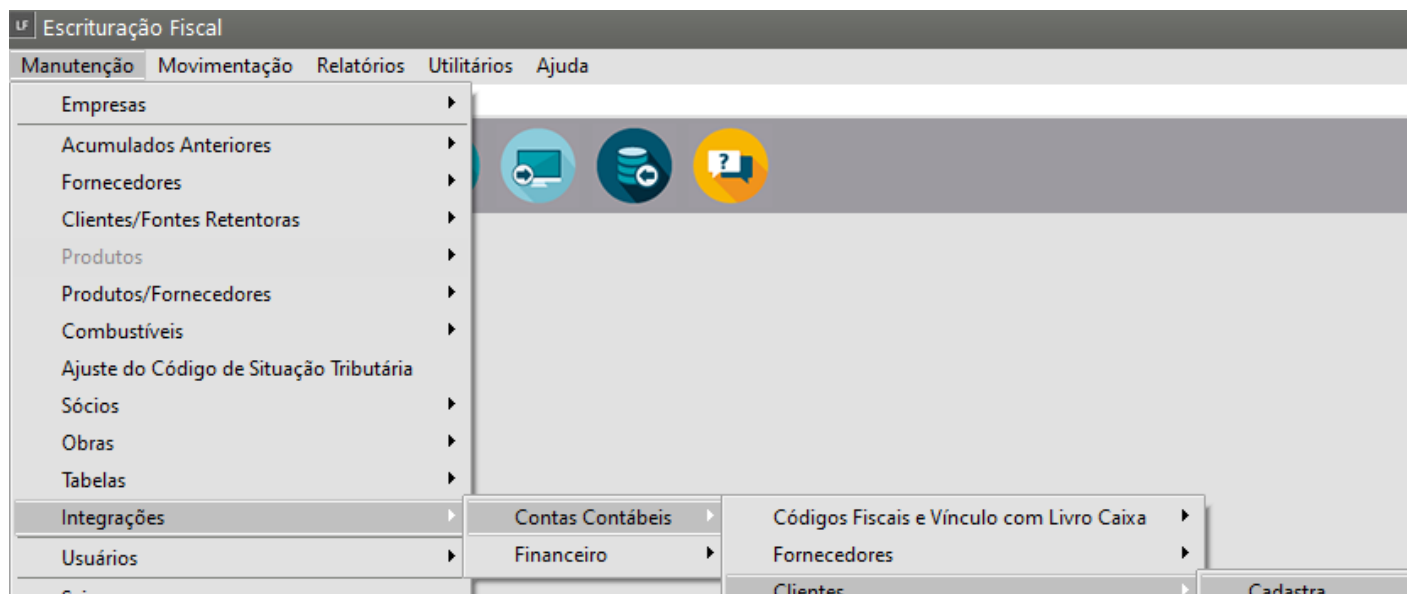 LF Escrituração Fiscal
Manutenção Movimentação Relatórios Utilitários Ajuda
Empresas
Acumulados Anteriores
Fornecedores
Clientes/Fontes Retentoras
Produtos
Produtos/Fornecedores
Combustíveis
Ajuste do Código de Situação Tributária
Sócios
Obras
Tabelas
Integrações
Usuários
Contas Contábeis
Financeiro
Códigos Fiscais e Vínculo com Livro Caixa
Fornecedores
Clientes
Cadastra
?